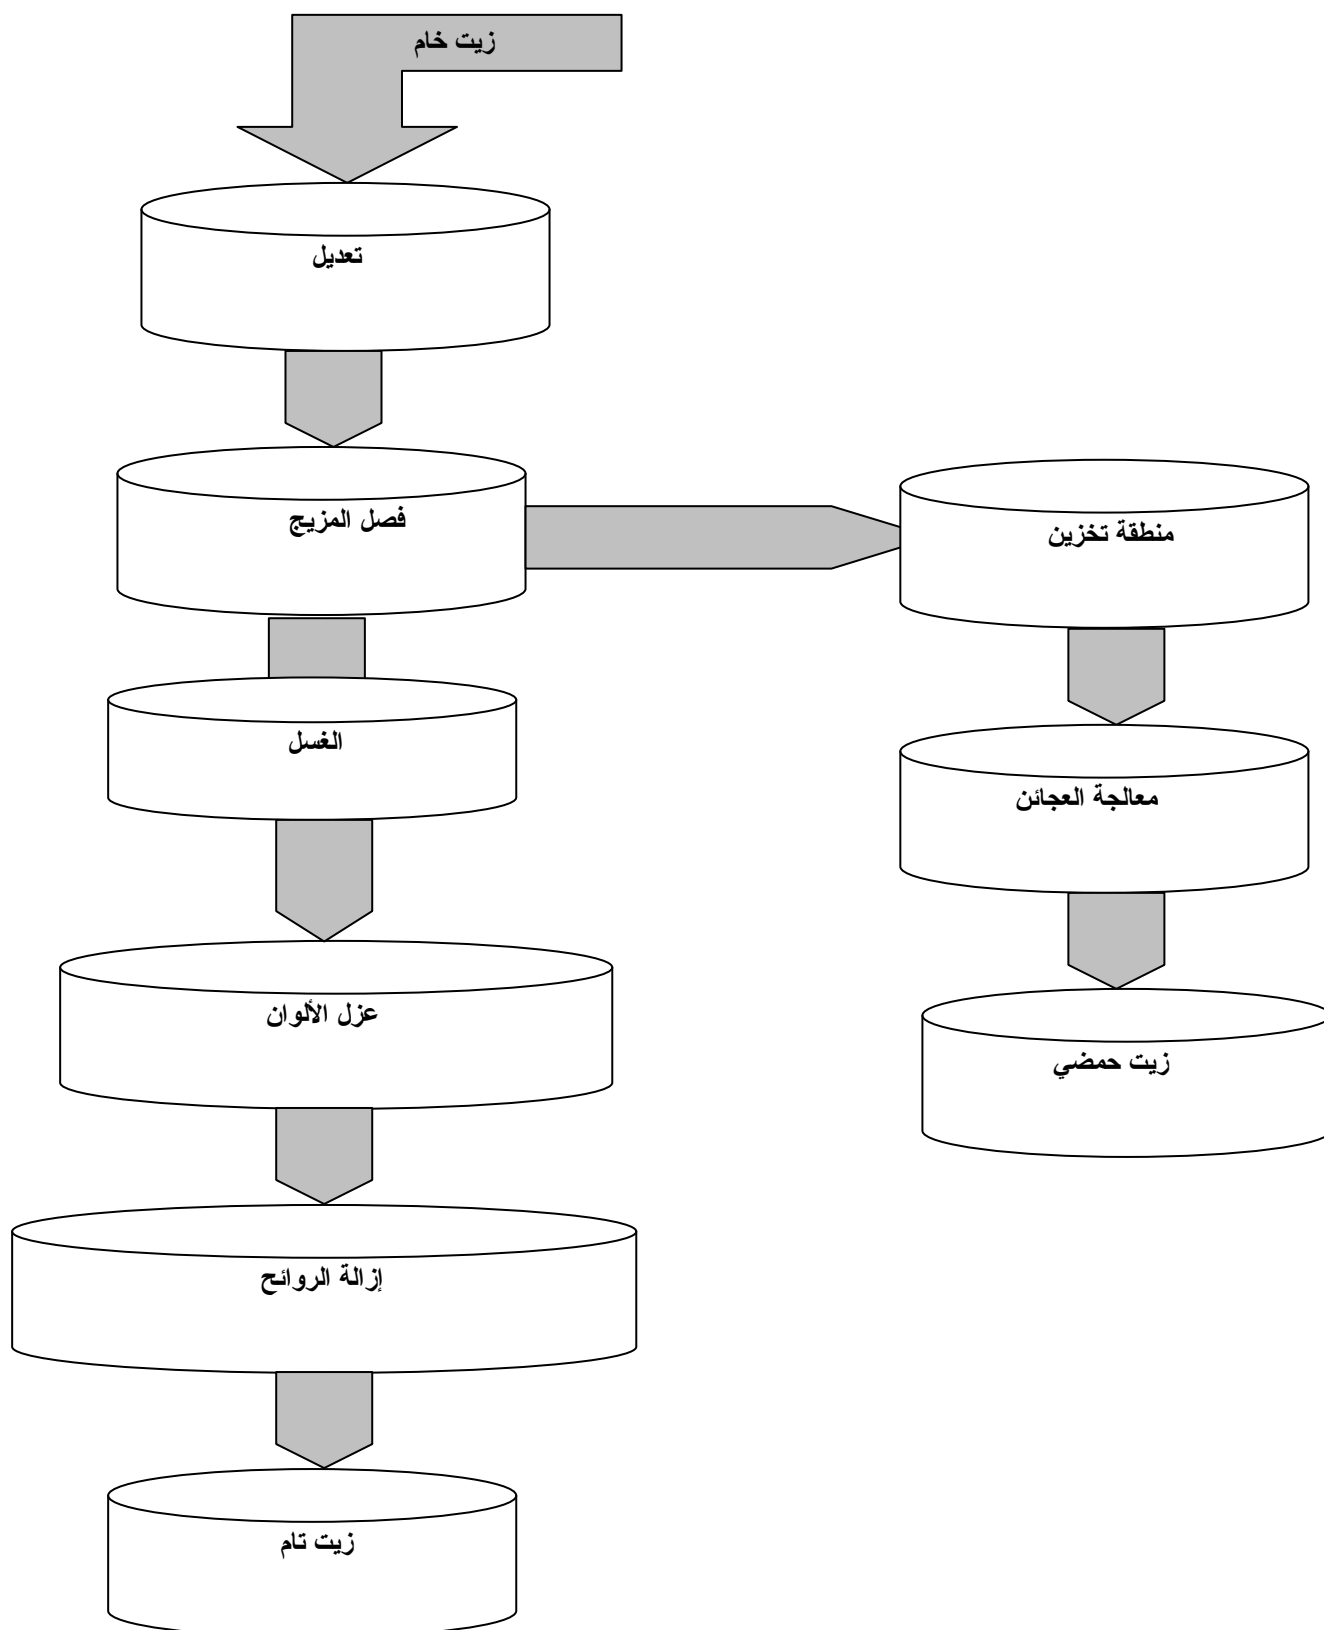 زيت خام
تعديل
فصل المزيج
منطقة تخزين
الغسل
معالجة العجائن
عزل الألوان
زيت حمضي
إزالة الروائح
زيت تام